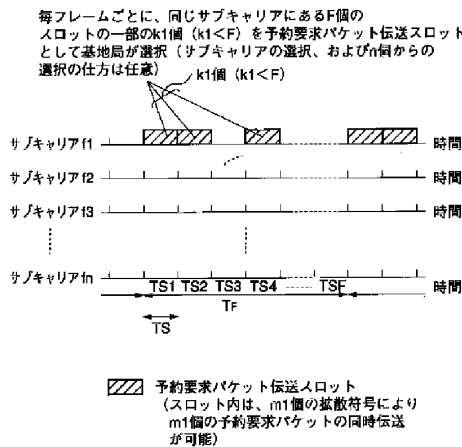 毎フレームごとに、同じサブキャリアにあるF個の
スロットの一部のk1個(k1<F)を予約要求パケット伝送スロット
として基地局が選択(サブキャリアの選択、およびn個からの
選択の仕方は任意)
k1個(k1<F)
サブキャリアf1 時間
サブキャリアf2 時間
サブキャリアf3 時間
サブキャリアfn 時間
TS1 TS2 TS3 TS4 TSF
TF
TS
予約要求パケット伝送スロット
(スロット内は、m1個の拡散符号により
m1個の予約要求パケットの同時伝送
が可能)